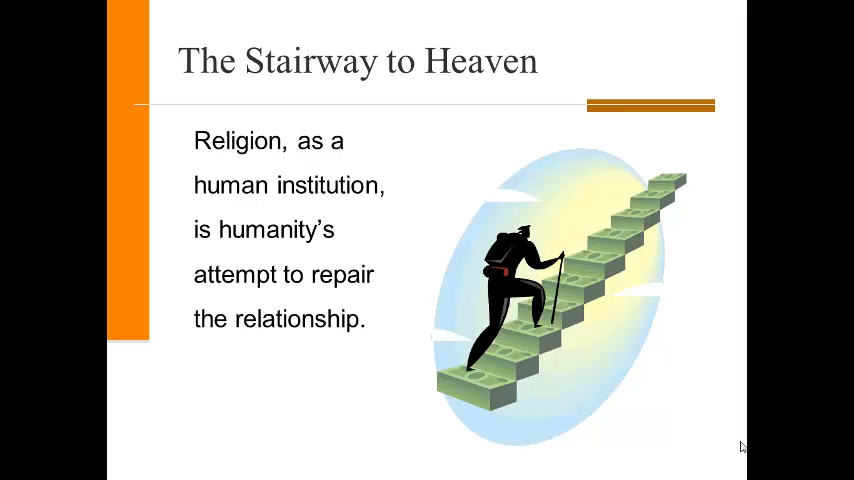 The Stairway to Heaven
Religion, as a
human institution,
is humanity’s
attempt to repair
the relationship.